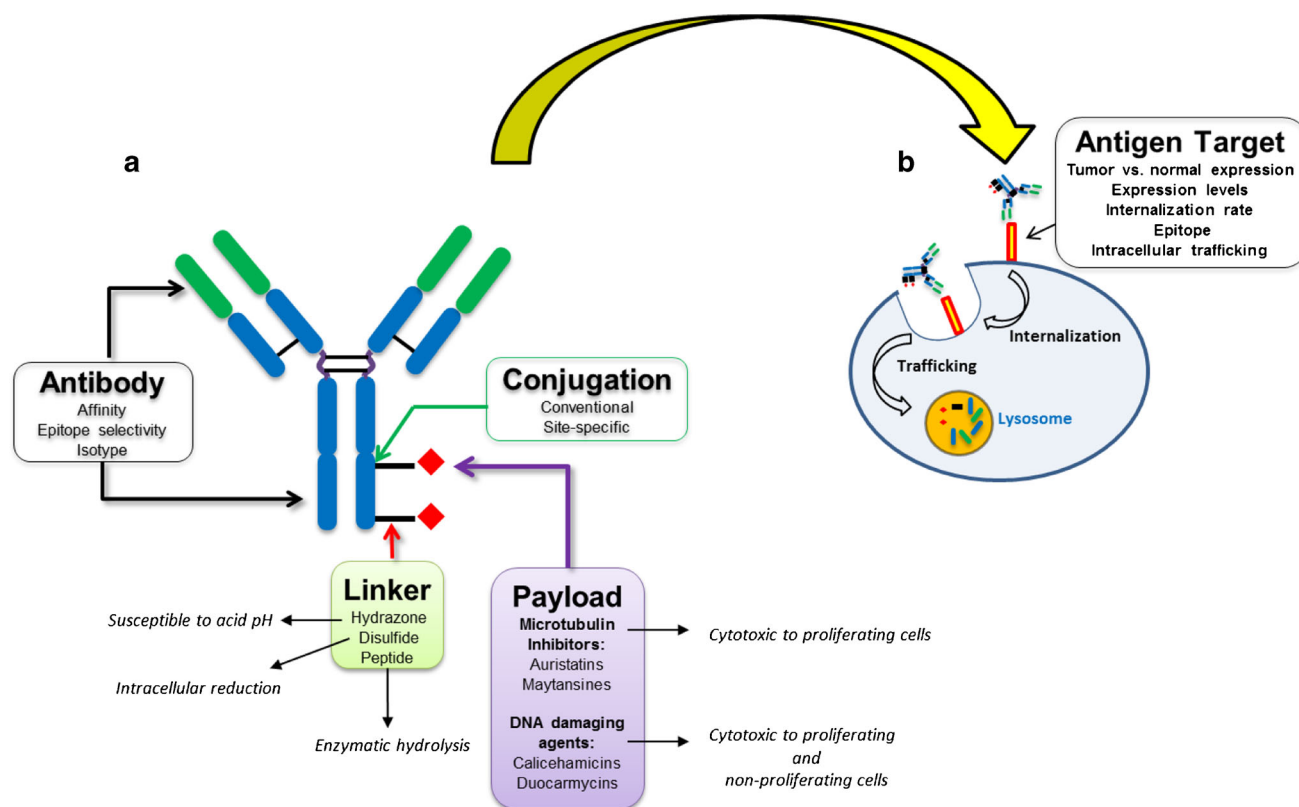 a
Antibody
Affinity
Epitope selectivity
Isotype
Conjugation
Conventional
Site-specific
Linker
Hydrazone
Disulfide
Peptide
Susceptible to acid pH
Intracellular reduction
Enzymatic hydrolysis
Payload
Microtubulin
Inhibitors:
Auristatins
Maytansines
DNA damaging
agents:
Calicehamicins
Duocarmycins
Cytotoxic to proliferating cells
Cytotoxic to proliferating
and
non-proliferating cells
b
Antigen Target
Tumor vs. normal expression
Expression levels
Internalization rate
Epitope
Intracellular trafficking
Internalization
Trafficking
Lysosome